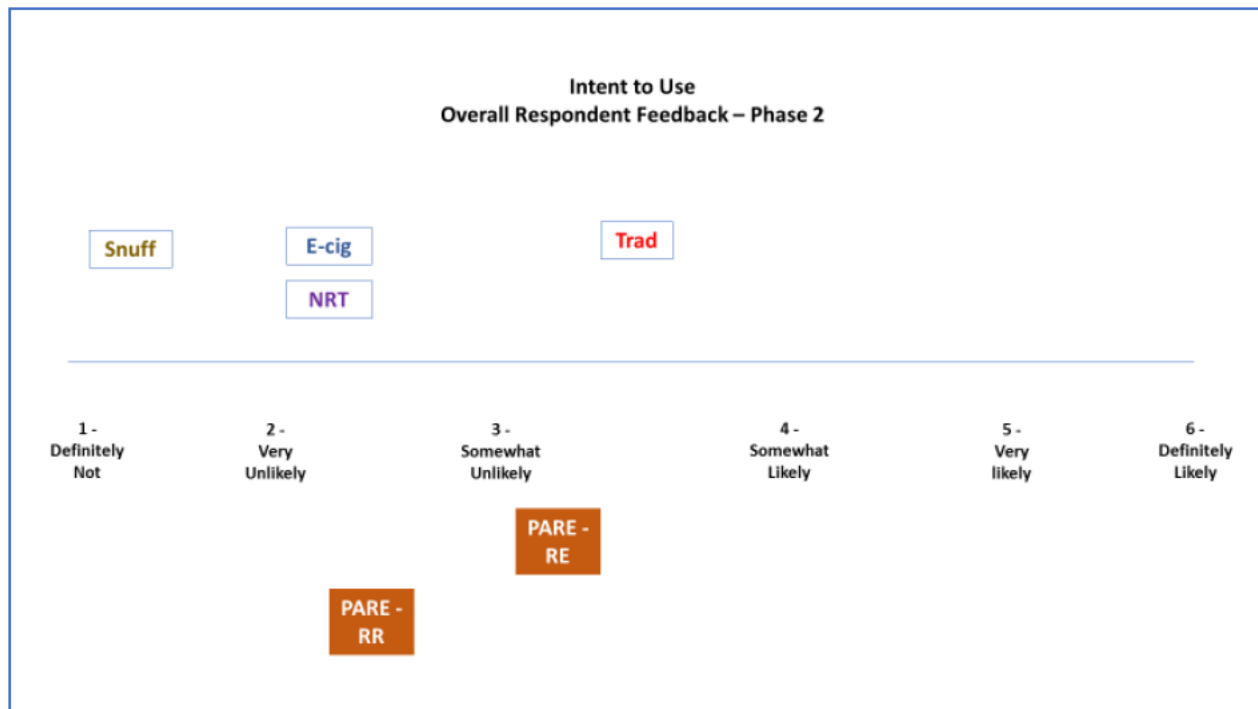 Intent to Use
Overall Respondent Feedback – Phase 2
Snuff
E-cig
Trad
NRT
1 -
Definitely
Not
2 -
Very
Unlikely
3 -
Somewhat
Unlikely
4 -
Somewhat
Likely
5 -
Very
likely
6 -
Definitely
Likely
PARE -
RE
PARE -
RR